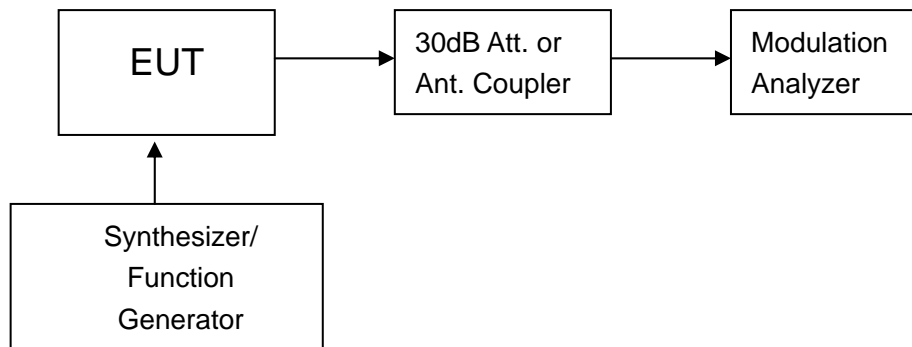 EUT
30dB Att. or
Ant. Coupler
Modulation
Analyzer
Synthesizer/
Function
Generator